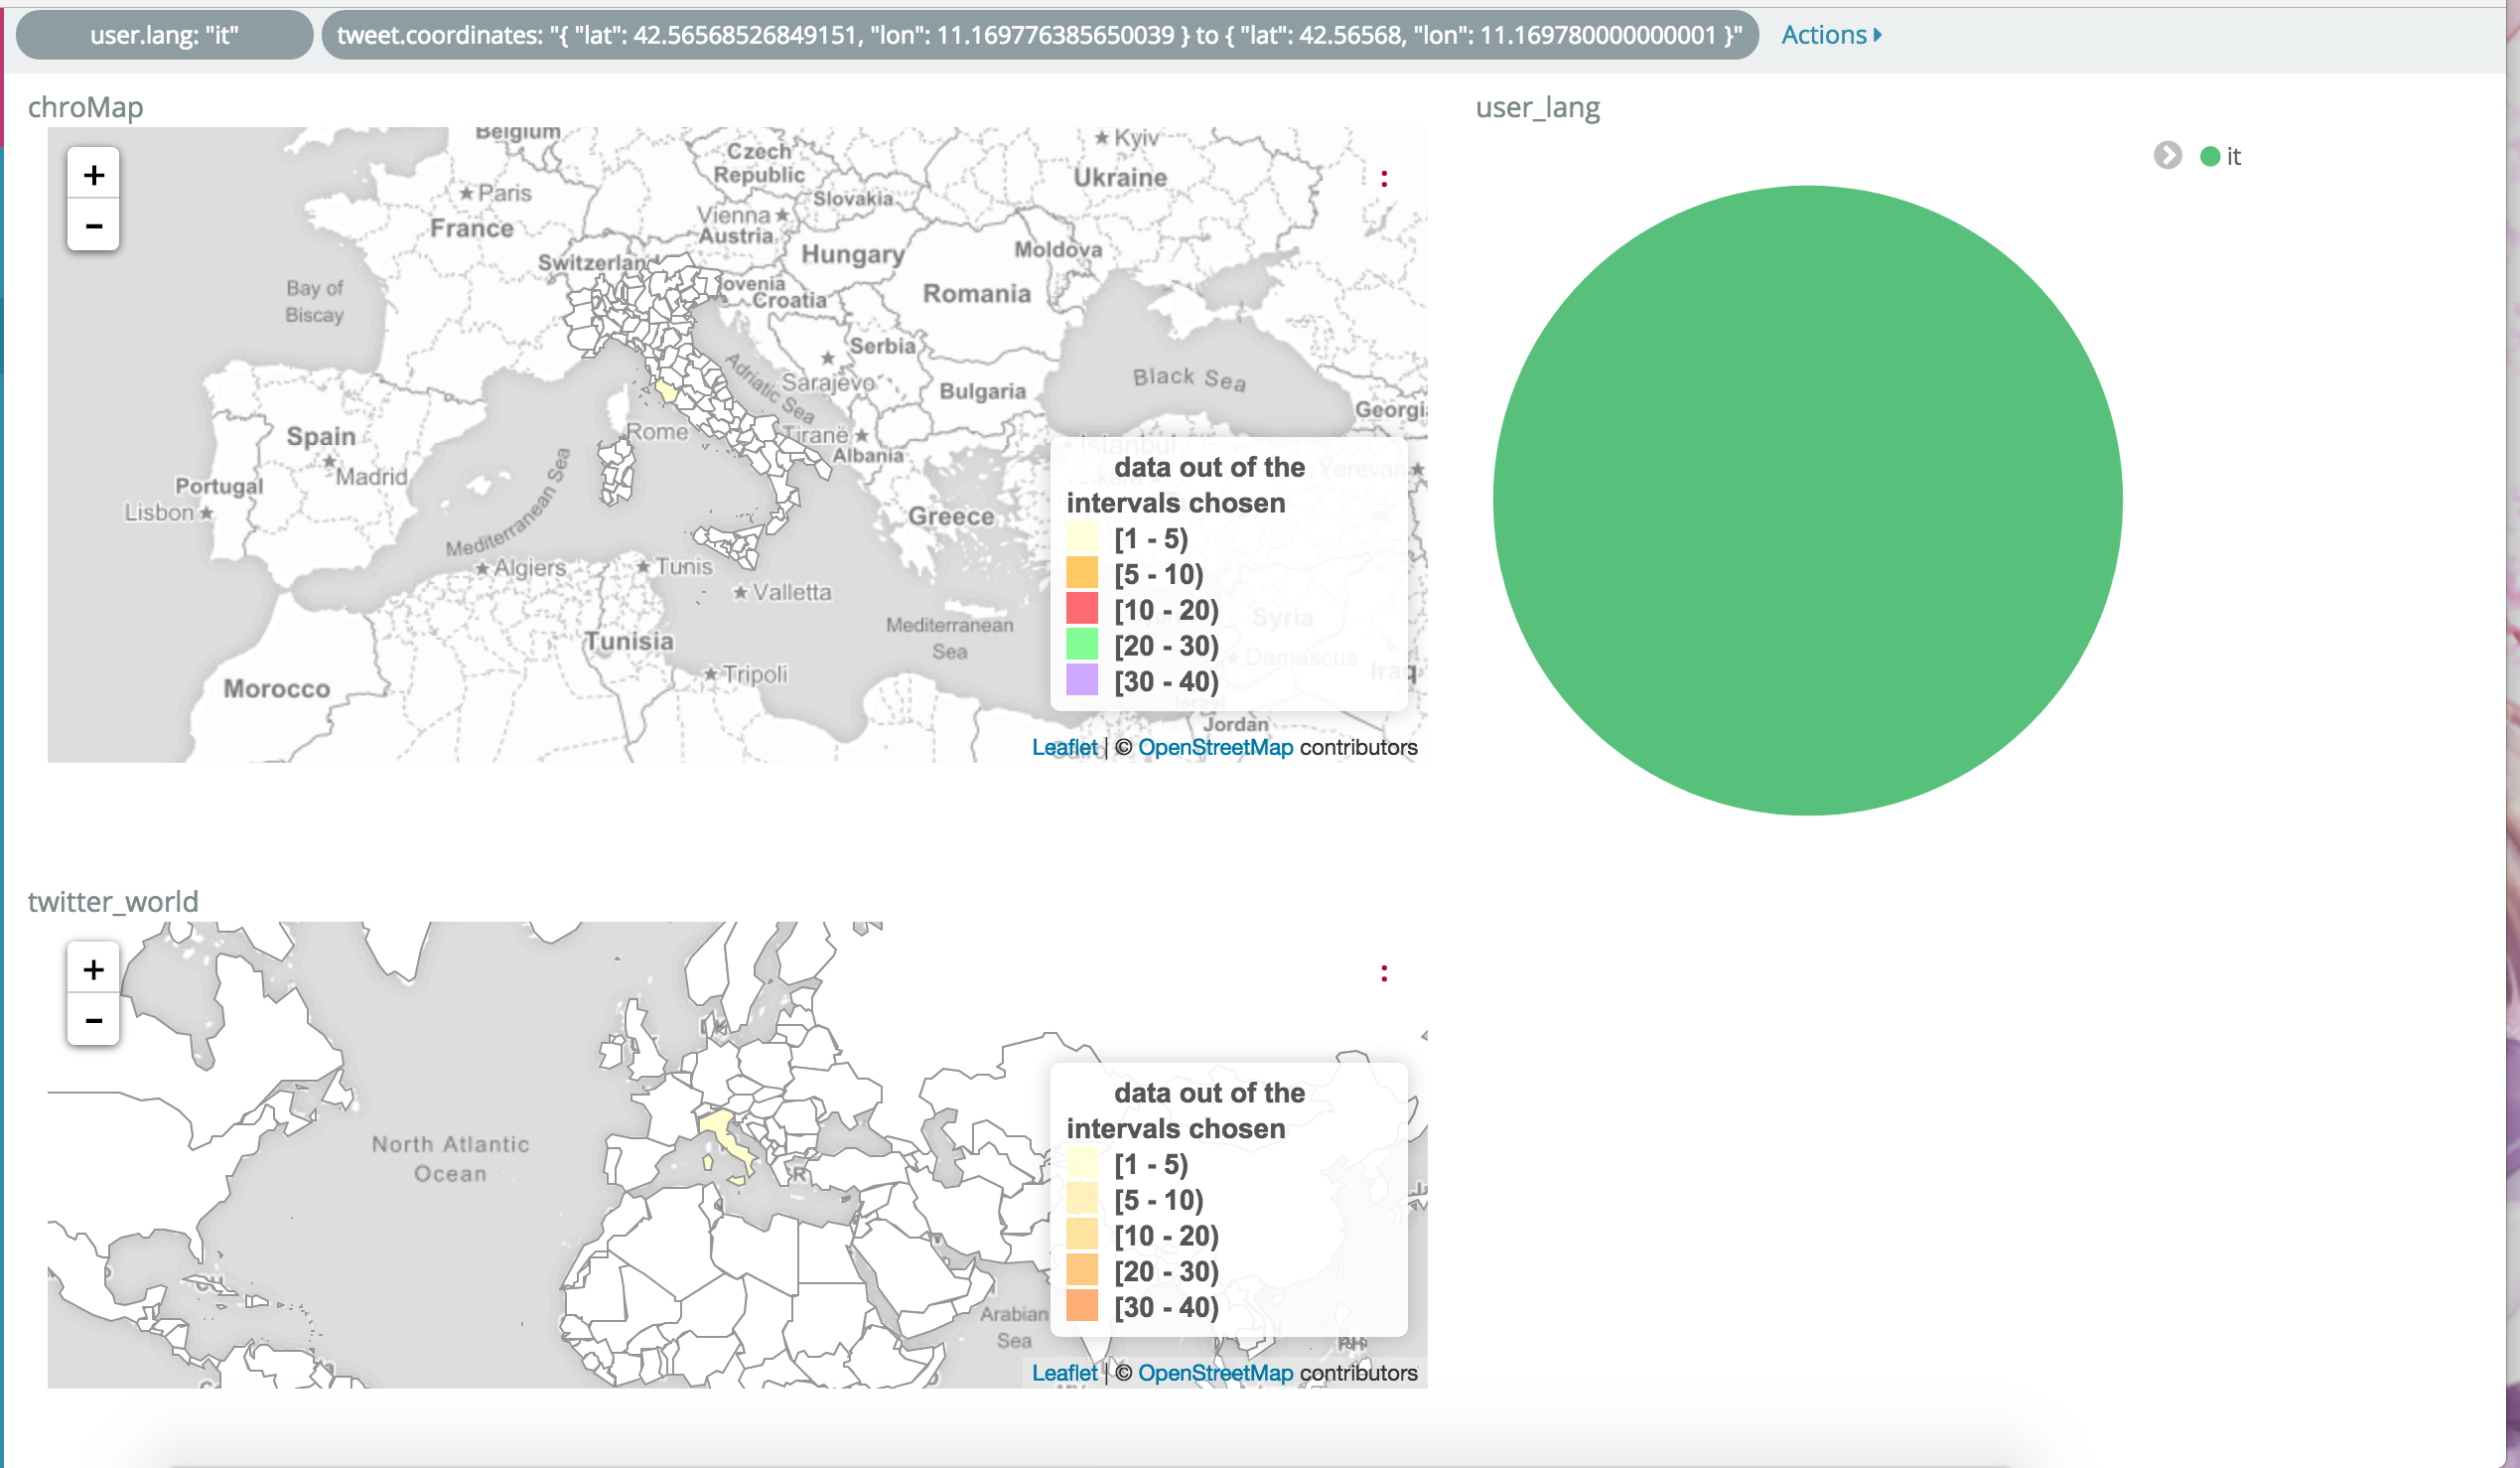 user.lang: "it"
tweet.coordinates: "{ "lat": 42.56568526849151, "lon": 11.169776385650039 } to { "lat": 42.56568, "lon": 11.169780000000001 }"
Actions
chroMap
+
−
Belgium
Paris
France
Bay of
Biscay
Switzerland
Czech
Republic
Slovakia
Vienna
Austria
Hungary
Kyiv
Ukraine
Moldova
Romania
Croatia
Serbia
Sarajevo
Adriatic Sea
Bulgaria
Black Sea
Georgi
Spain
Madrid
Portugal
Lisbon
Rome
Tiranë
Albania
Greece
Istanbul
Yerevan
Mediterranean Sea
Algiers
Tunis
Valletta
Mediterranean
Sea
Tunisia
Tripoli
Morocco
Syria
Damascus
Iraq
Israel
Jordan
data out of the
intervals chosen
[1 - 5)
[5 - 10)
[10 - 20)
[20 - 30)
[30 - 40)
Leaflet | © OpenStreetMap contributors
user_lang
it
twitter_world
+
−
North Atlantic
Ocean
Arabian
Sea
data out of the
intervals chosen
[1 - 5)
[5 - 10)
[10 - 20)
[20 - 30)
[30 - 40)
Leaflet | © OpenStreetMap contributors